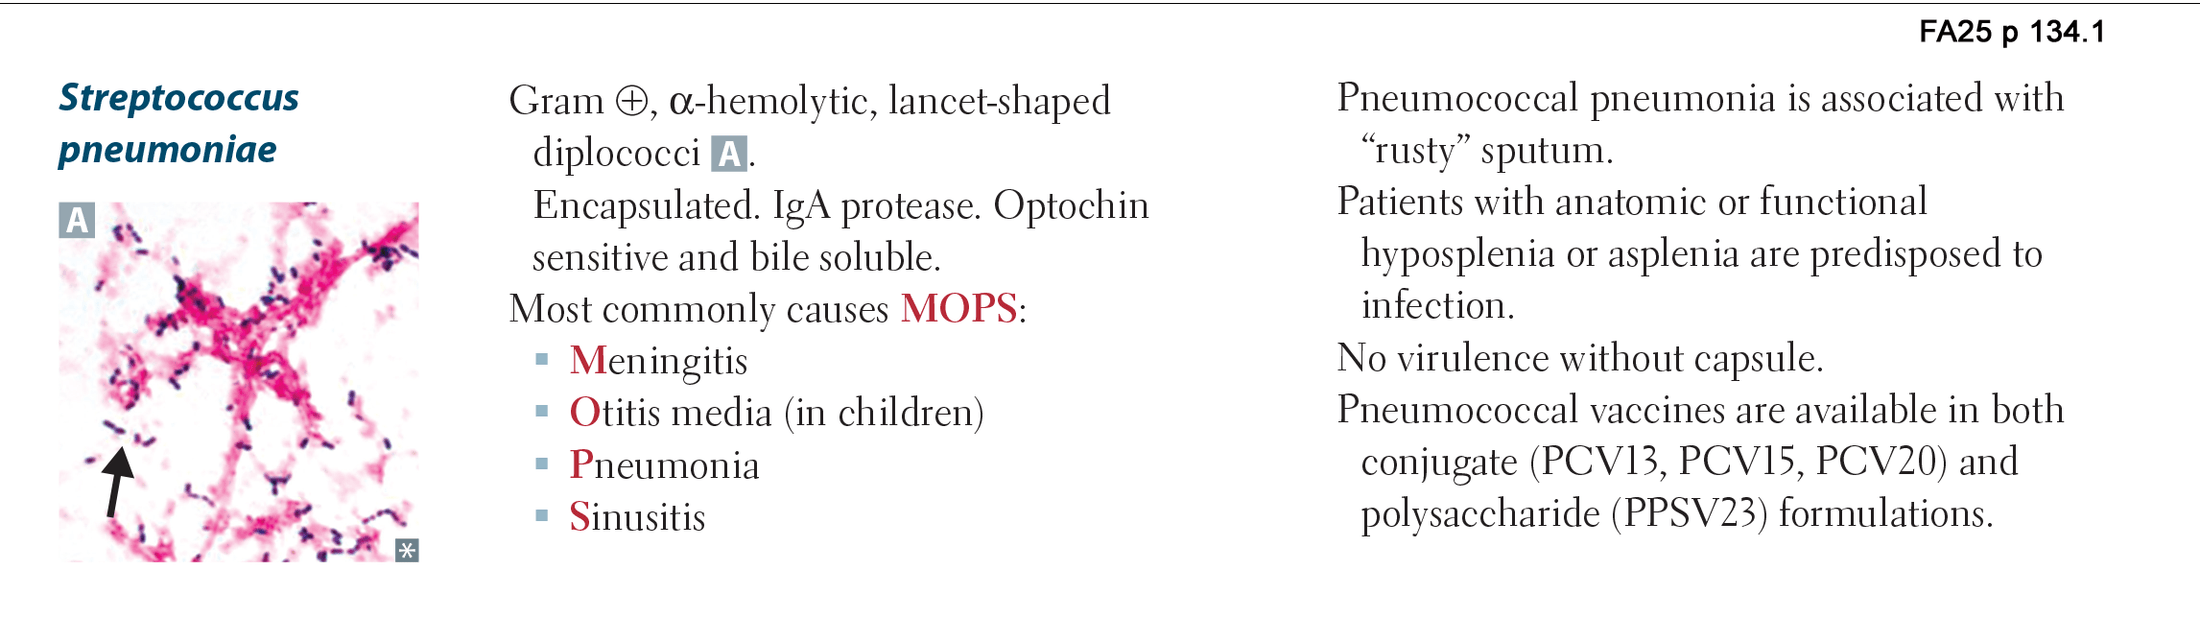 FA25 p 134.1
Streptococcus
pneumoniae
A
*
Gram ⊕, α-hemolytic, lancet-shaped
diplococci A.
Encapsulated. IgA protease. Optochin
sensitive and bile soluble.
Most commonly causes MOPS:
▪ Meningitis
▪ Otitis media (in children)
▪ Pneumonia
▪ Sinusitis
Pneumococcal pneumonia is associated with
“rusty” sputum.
Patients with anatomic or functional
hyposplenia or asplenia are predisposed to
infection.
No virulence without capsule.
Pneumococcal vaccines are available in both
conjugate (PCV13, PCV15, PCV20) and
polysaccharide (PPSV23) formulations.